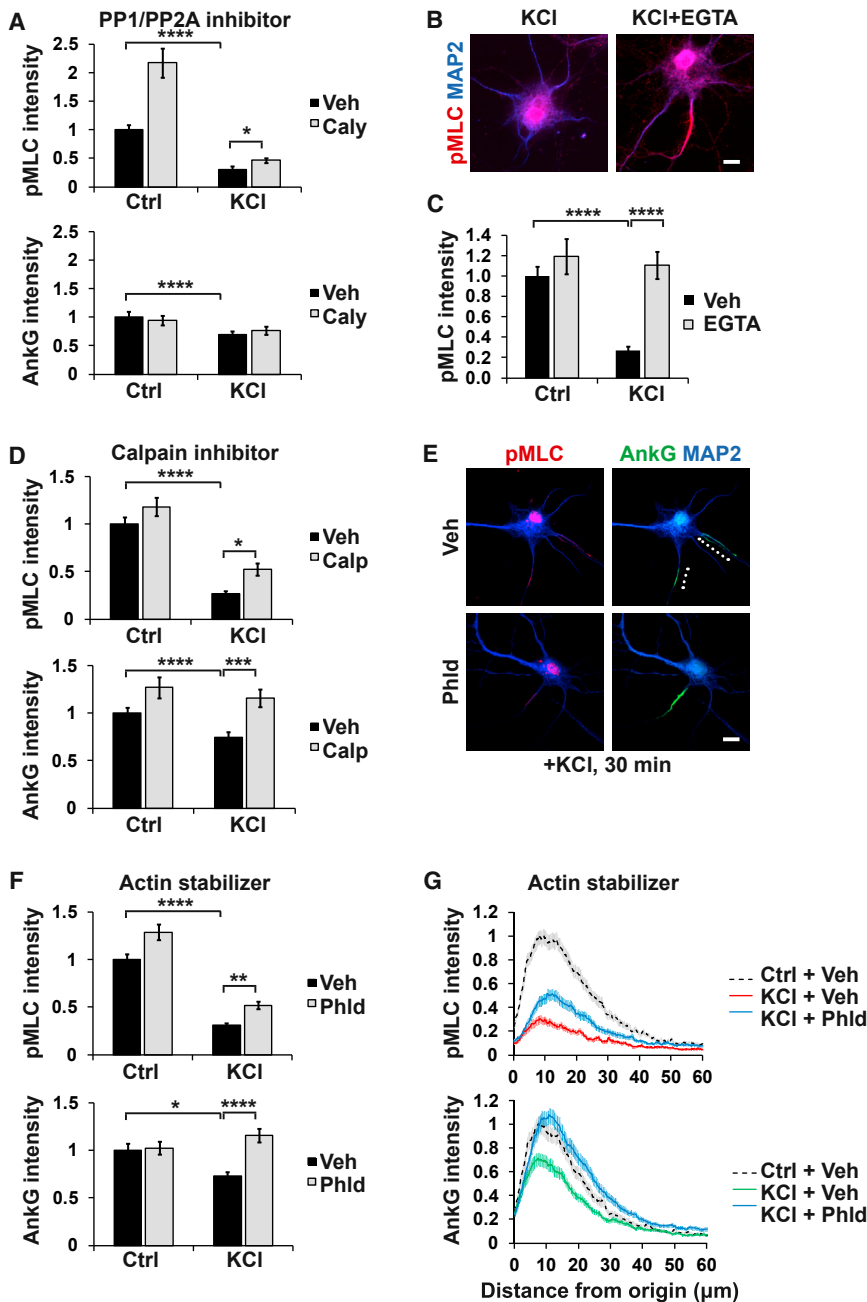 A
PP1/PP2A inhibitor
pMLC intensity
2.5
2
1.5
1
0.5
0
****
*
Veh
Caly
Ctrl
KCl
AnkG intensity
2.5
2
1.5
1
0.5
0
****
Veh
Caly
Ctrl
KCl
B
KCl
KCl+EGTA
pMLC MAP2
C
pMLC intensity
1.4
1.2
1.0
0.8
0.6
0.4
0.2
0.0
****
****
Veh
EGTA
Ctrl
KCl
D
Calpain inhibitor
pMLC intensity
1.5
1
0.5
0
****
*
Veh
Calp
Ctrl
KCl
AnkG intensity
1.5
1
0.5
0
****
***
Veh
Calp
Ctrl
KCl
E
pMLC
AnkG MAP2
Veh
Phld
+KCl, 30 min
F
Actin stabilizer
pMLC intensity
1.5
1
0.5
0
****
**
Veh
Phld
Ctrl
KCl
AnkG intensity
1.5
1
0.5
0
*
****
Veh
Phld
Ctrl
KCl
G
Actin stabilizer
pMLC intensity
1.2
1
0.8
0.6
0.4
0.2
0
0 10 20 30 40 50 60
Ctrl + Veh
KCl + Veh
KCl + Phld
AnkG intensity
1.2
1
0.8
0.6
0.4
0.2
0
0 10 20 30 40 50 60
Ctrl + Veh
KCl + Veh
KCl + Phld
Distance from origin (µm)